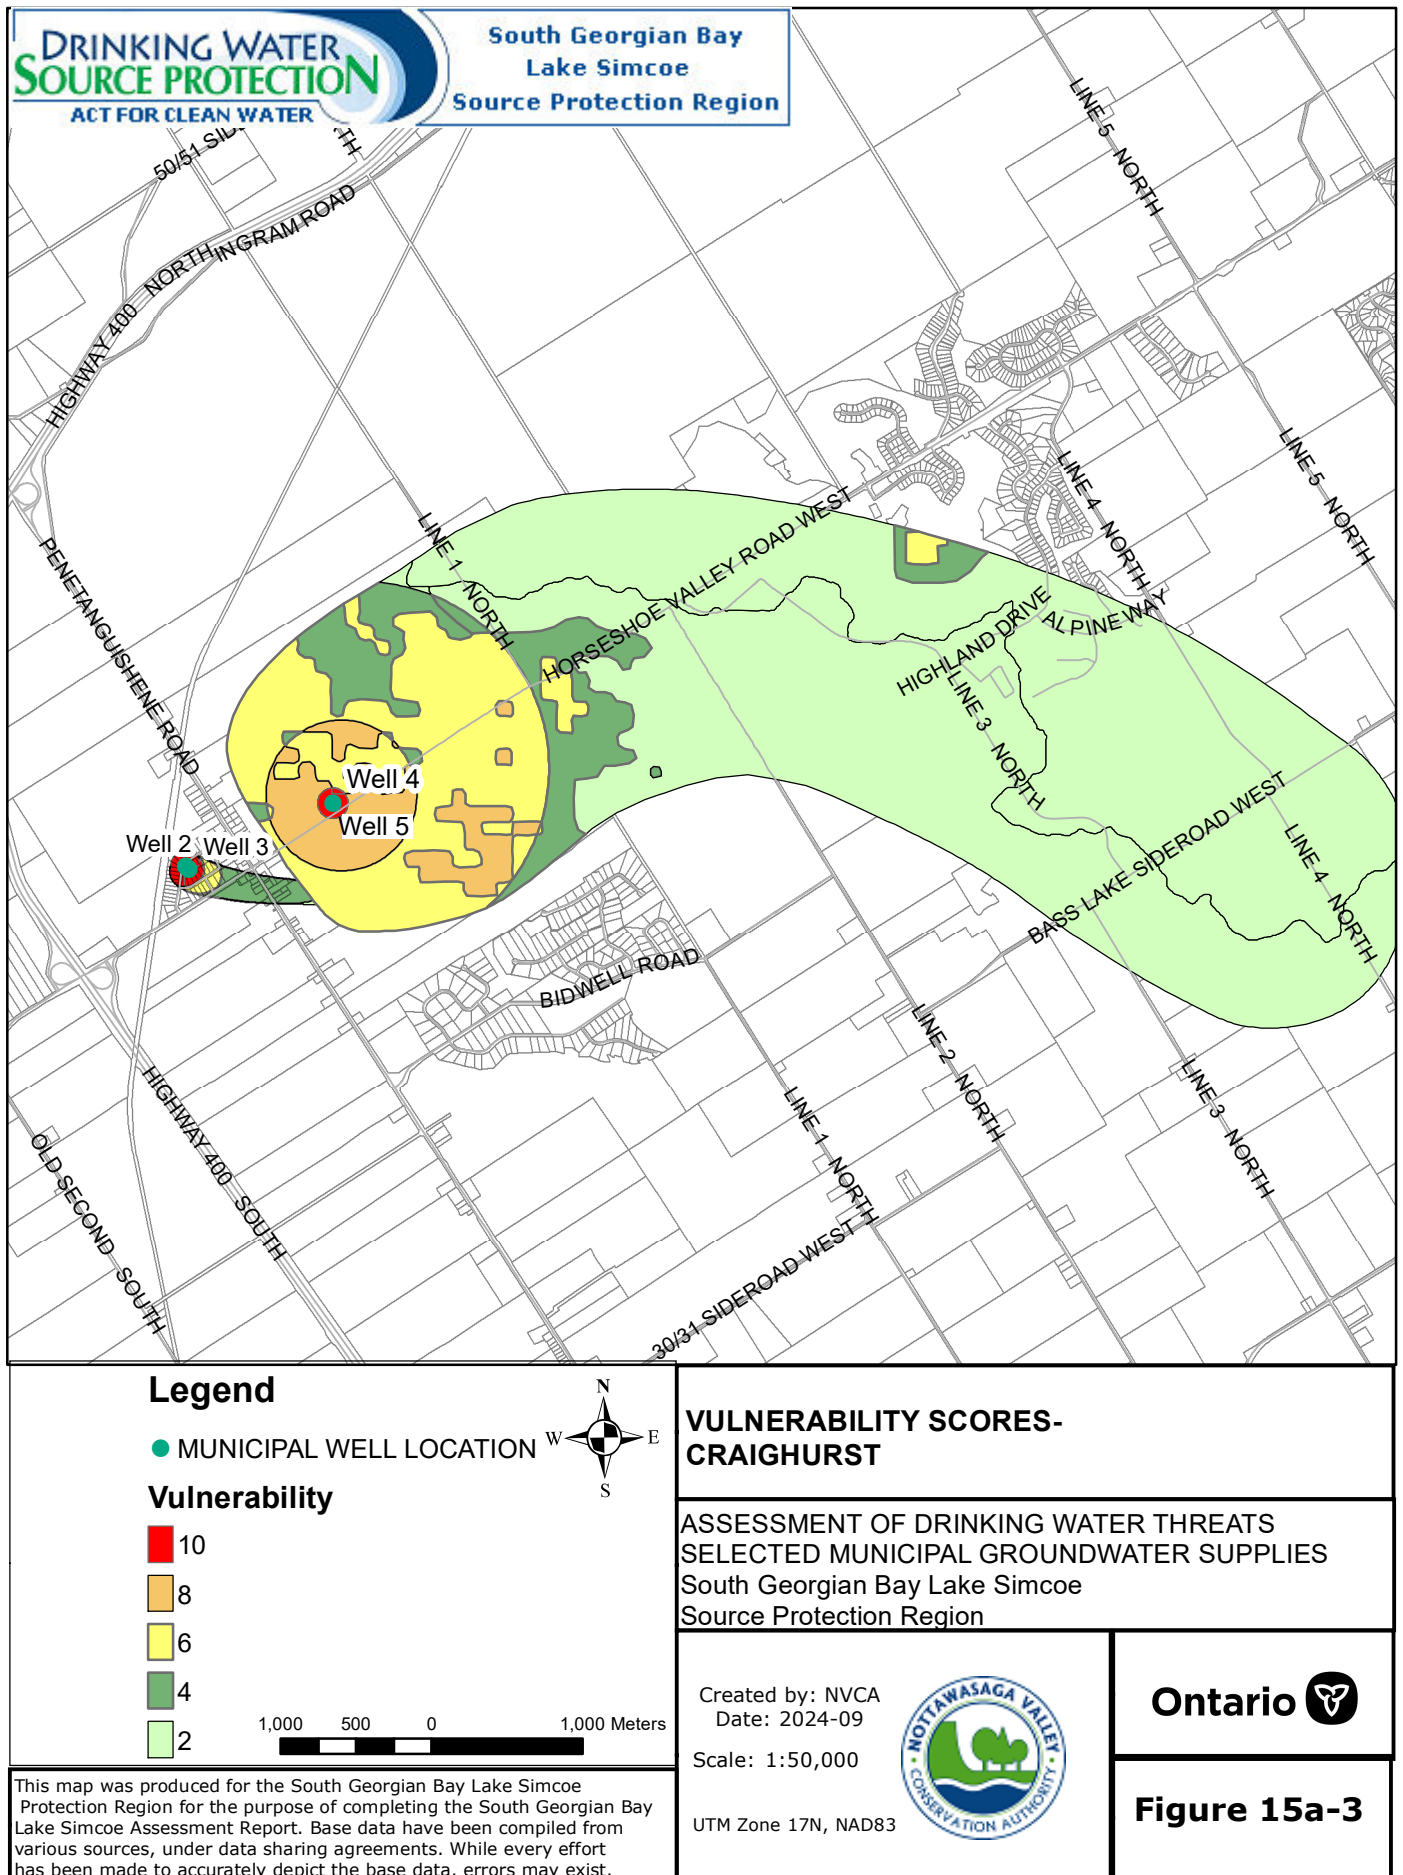 DRINKING WATER
SOURCE PROTECTION
ACT FOR CLEAN WATER
South Georgian Bay
Lake Simcoe
Source Protection Region
INGRAM ROAD
HIGHWAY 400 NORTH
LINE 5 NORTH
LINE 5 NORTH
LINE 4 NORTH
LINE 1 NORTH
HORSESHOE VALLEY ROAD WEST
PENETANGUISHENE ROAD
HIGHLAND DRIVE
ALPINE WAY
LINE 3 NORTH
Well 4
Well 5
Well 2
Well 3
BASS LAKE SIDEROAD WEST
LINE 4 NORTH
BIDWELL ROAD
LINE 2 NORTH
LINE 1 NORTH
LINE 3 NORTH
HIGHWAY 400 SOUTH
OLD SECOND SOUTH
30/31 SIDEROAD WEST
Legend
MUNICIPAL WELL LOCATION
N
W
E
S
Vulnerability
10
8
6
4
2
1,000 500 0 1,000 Meters
This map was produced for the South Georgian Bay Lake Simcoe
Protection Region for the purpose of completing the South Georgian Bay
Lake Simcoe Assessment Report. Base data have been compiled from
various sources, under data sharing agreements. While every effort
has been made to accurately depict the base data, errors may exist.
VULNERABILITY SCORES-
CRAIGHURST
ASSESSMENT OF DRINKING WATER THREATS
SELECTED MUNICIPAL GROUNDWATER SUPPLIES
South Georgian Bay Lake Simcoe
Source Protection Region
Created by: NVCA
Date: 2024-09
Scale: 1:50,000
UTM Zone 17N, NAD83
NOTTAWASAGA VALLEY
CONSERVATION AUTHORITY
Ontario
Figure 15a-3